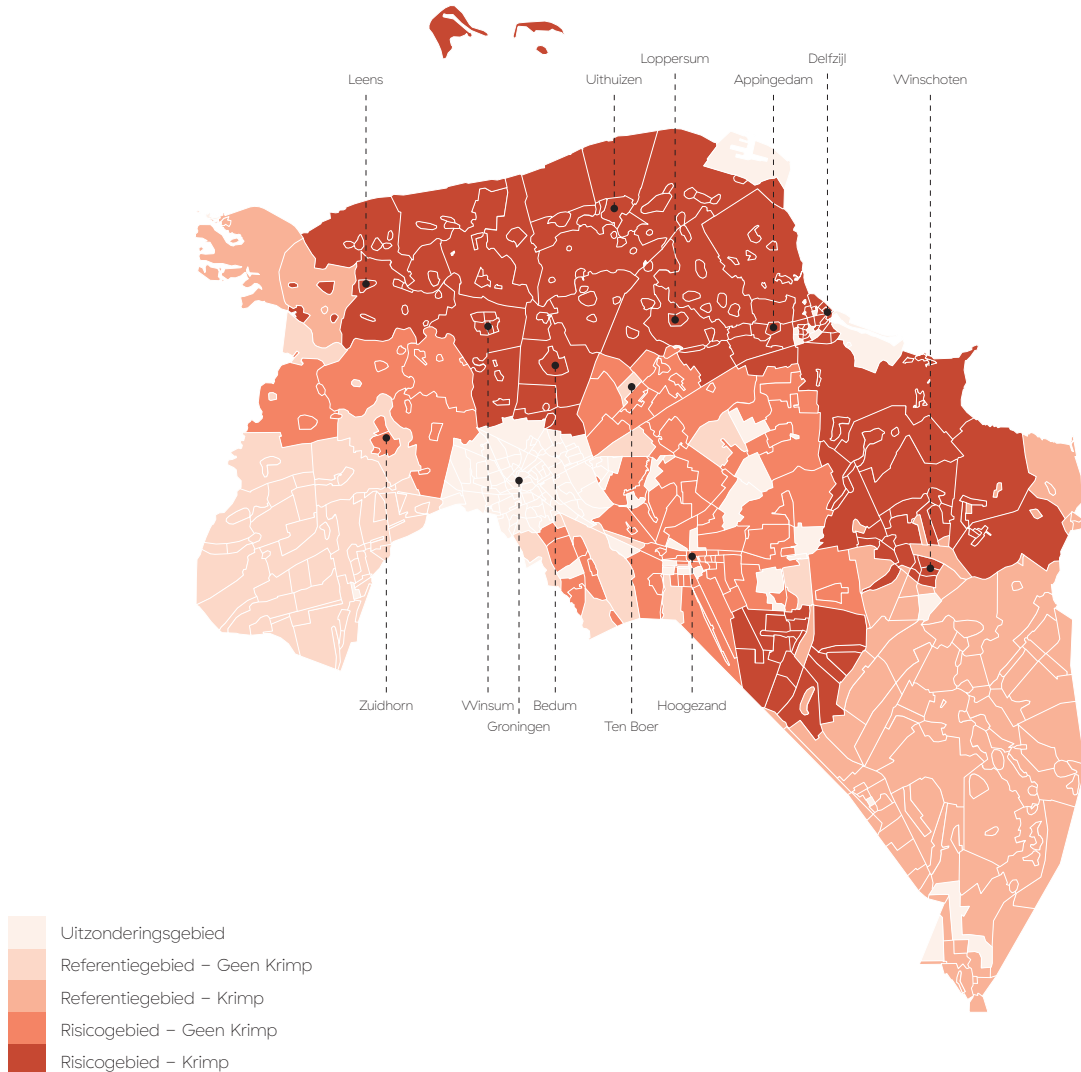 Loppersum
Delfzijl
Leens
Uithuizen
Appingedam
Winschoten
Zuidhorn
Winsum
Bedum
Hoogezand
Groningen
Ten Boer
Uitzonderingsgebied
Referentiegebied – Geen Krimp
Referentiegebied – Krimp
Risicogebied – Geen Krimp
Risicogebied – Krimp